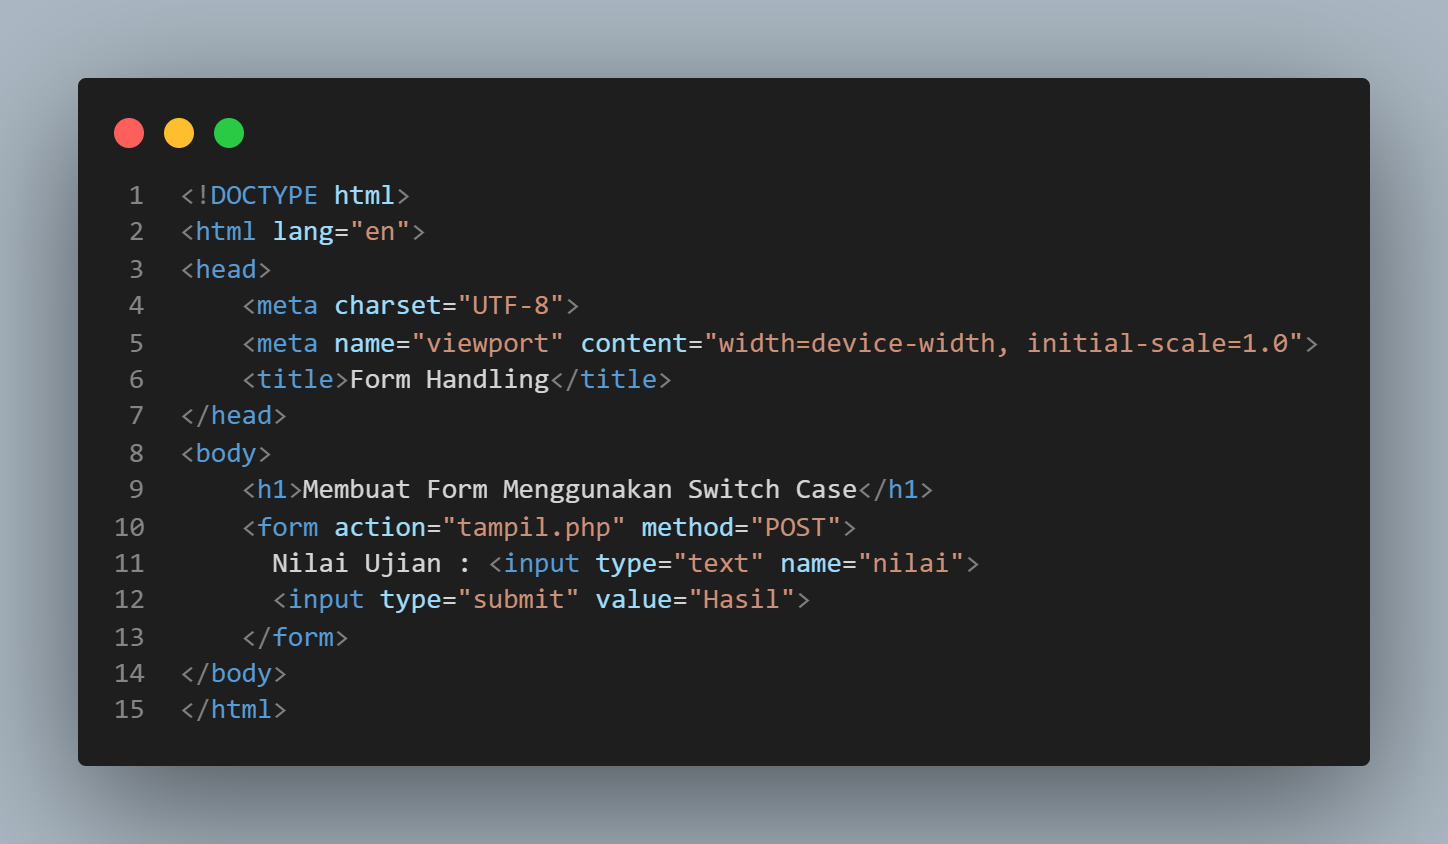 1 <!DOCTYPE html>
2 <html lang="en">
3 <head>
4     <meta charset="UTF-8">
5     <meta name="viewport" content="width=device-width, initial-scale=1.0">
6     <title>Form Handling</title>
7 </head>
8 <body>
9     <h1>Membuat Form Menggunakan Switch Case</h1>
10     <form action="tampil.php" method="POST">
11       Nilai Ujian : <input type="text" name="nilai">
12       <input type="submit" value="Hasil">
13     </form>
14 </body>
15 </html>